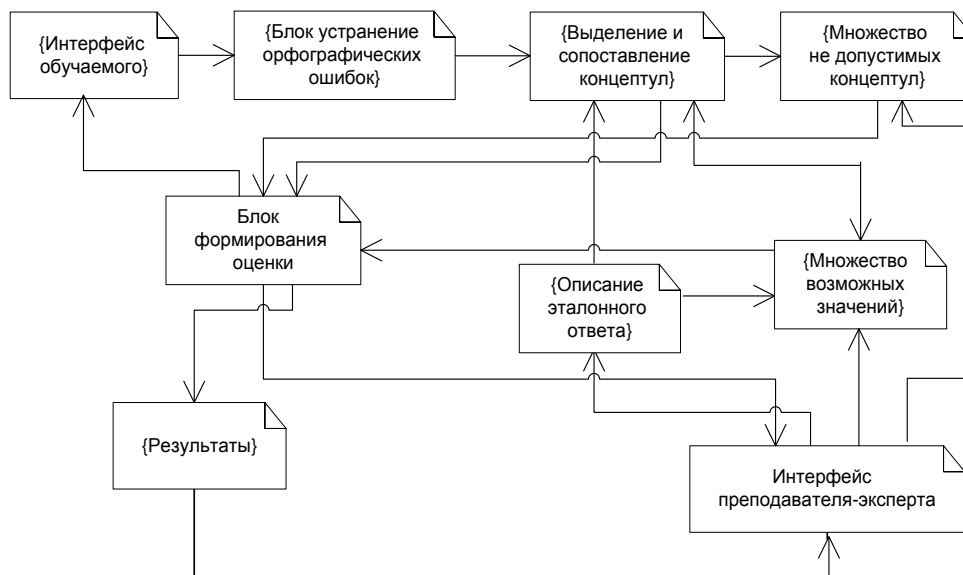 {Интерфейс
обучаемого}
{Блок устранение
орфографических
ошибок}
{Выделение и
сопоставление
концептул}
{Множество
не допустимых
концептул}
Блок
формирования
оценки
{Множество
возможных
значений}
{Описание
эталонного
ответа}
{Результаты}
Интерфейс
преподавателя-эксперта